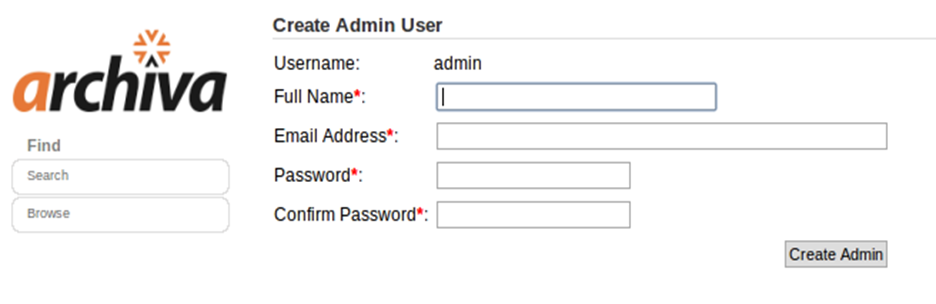 archiva
Find
Search
Browse
Create Admin User
Username: admin
Full Name*:
Email Address*:
Password*:
Confirm Password*:
Create Admin